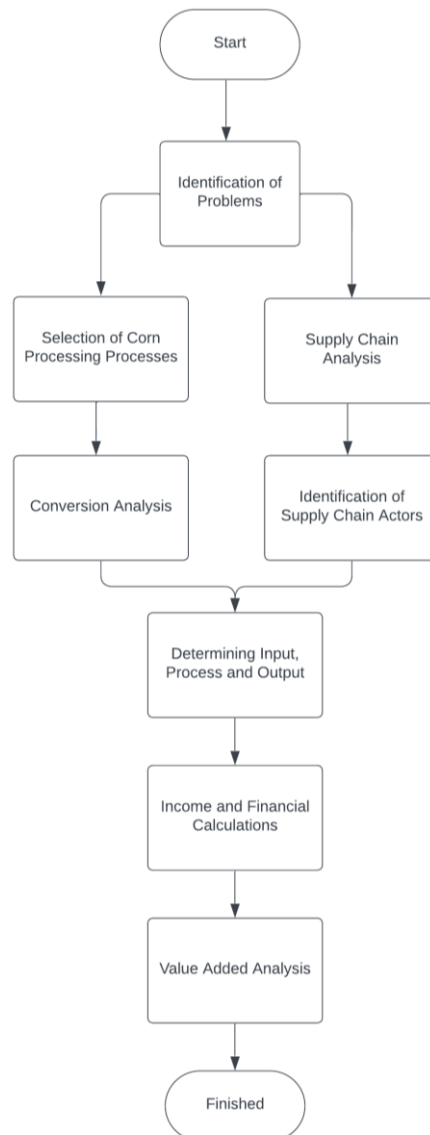 Start
Identification of
Problems
Selection of Corn
Processing Processes
Supply Chain
Analysis
Conversion Analysis
Identification of
Supply Chain Actors
Determining Input,
Process and Output
Income and Financial
Calculations
Value Added Analysis
Finished